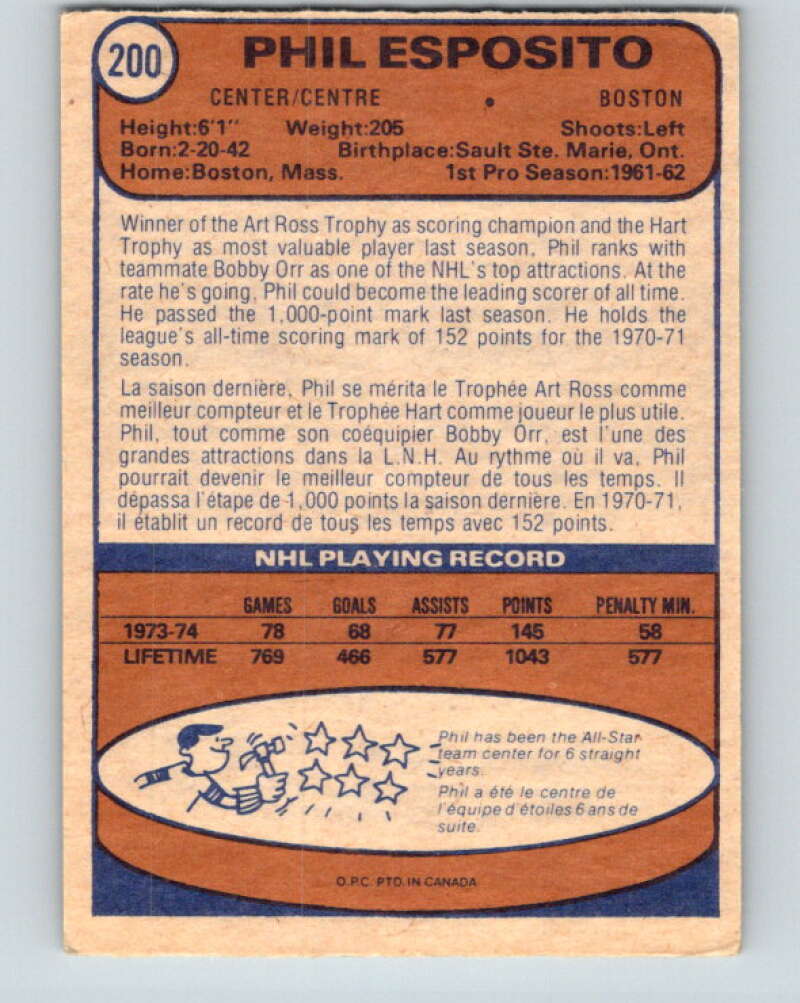 200
PHIL ESPOSITO
CENTER/CENTRE • BOSTON
Height:6'1" Weight:205 Shoots:Left
Born:2-20-42 Birthplace:Sault Ste. Marie, Ont.
Home:Boston, Mass. 1st Pro Season:1961-62
Winner of the Art Ross Trophy as scoring champion and the Hart
Trophy as most valuable player last season, Phil ranks with
teammate Bobby Orr as one of the NHL's top attractions. At the
rate he's going, Phil could become the leading scorer of all time.
He passed the 1,000-point mark last season. He holds the
league's all-time scoring mark of 152 points for the 1970-71
season.
La saison dernière, Phil se mérita le Trophée Art Ross comme
meilleur compteur et le Trophée Hart comme joueur le plus utile.
Phil, tout comme son coéquipier Bobby Orr, est l'une des
grandes attractions dans la L.N.H. Au rythme où il va, Phil
pourrait devenir le meilleur compteur de tous les temps. Il
dépassa l'étape de 1,000 points la saison dernière. En 1970-71,
il établit un record de tous les temps avec 152 points.
NHL PLAYING RECORD
GAMES GOALS ASSISTS POINTS PENALTY MIN.
1973-74 78 68 77 145 58
LIFETIME 769 466 577 1043 577
Phil has been the All-Star
team center for 6 straight
years.
Phil a été le centre de
l'équipe d'étoiles 6 ans de
suite.
O.P.C. PTD. IN CANADA